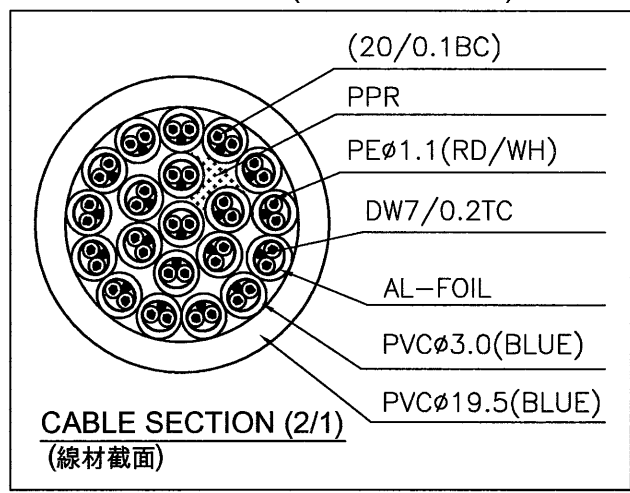 (20/0.1BC)
PPR
PEø1.1(RD/WH)
DW7/0.2TC
AL-FOIL
PVCø3.0(BLUE)
PVCø19.5(BLUE)
CABLE SECTION (2/1)
(線材截面)